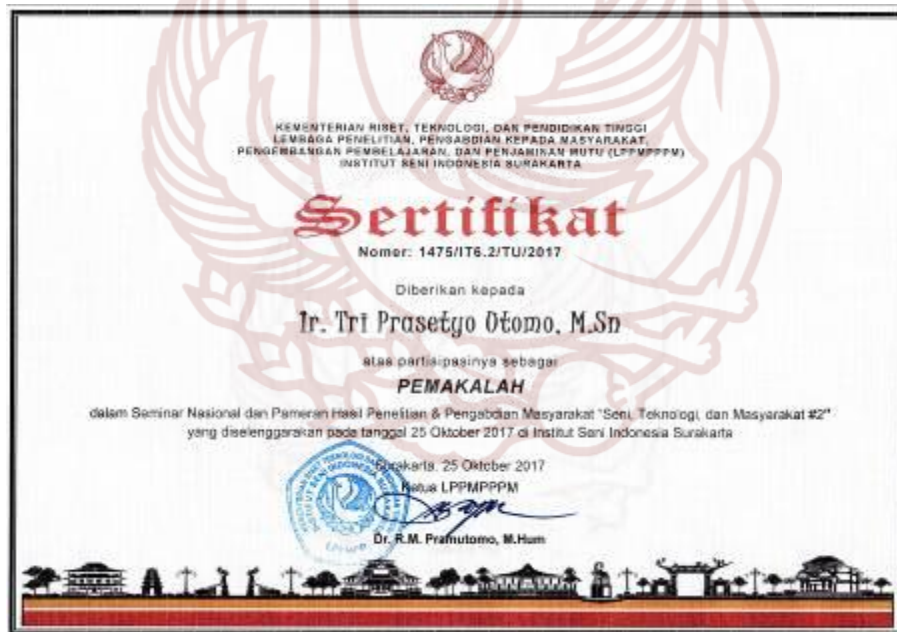 KEMENTERIAN RISET, TEKNOLOGI, DAN PENDIDIKAN TINGGI
LEMBAGA PENELITIAN, PENGABDIAN KEPADA MASYARAKAT,
PENGEMBANGAN PEMBELAJARAN, DAN PENJAMINAN MUTU (LPPMPPPM)
INSTITUT SENI INDONESIA SURAKARTA
Sertifikat
Nomer: 1475/IT6.2/TU/2017
Diberikan kepada
Ir. Tri Prasetyo Otomo, M.Sn
atas partisipasinya sebagai
PEMAKALAH
dalam Seminar Nasional dan Pameran Hasil Penelitian & Pengabdian Masyarakat "Seni, Teknologi, dan Masyarakat #2"
yang diselenggarakan pada tanggal 25 Oktober 2017 di Institut Seni Indonesia Surakarta
Surakarta, 25 Oktober 2017
Ketua LPPMPPPM
Dr. R.M. Pramutomo, M.Hum